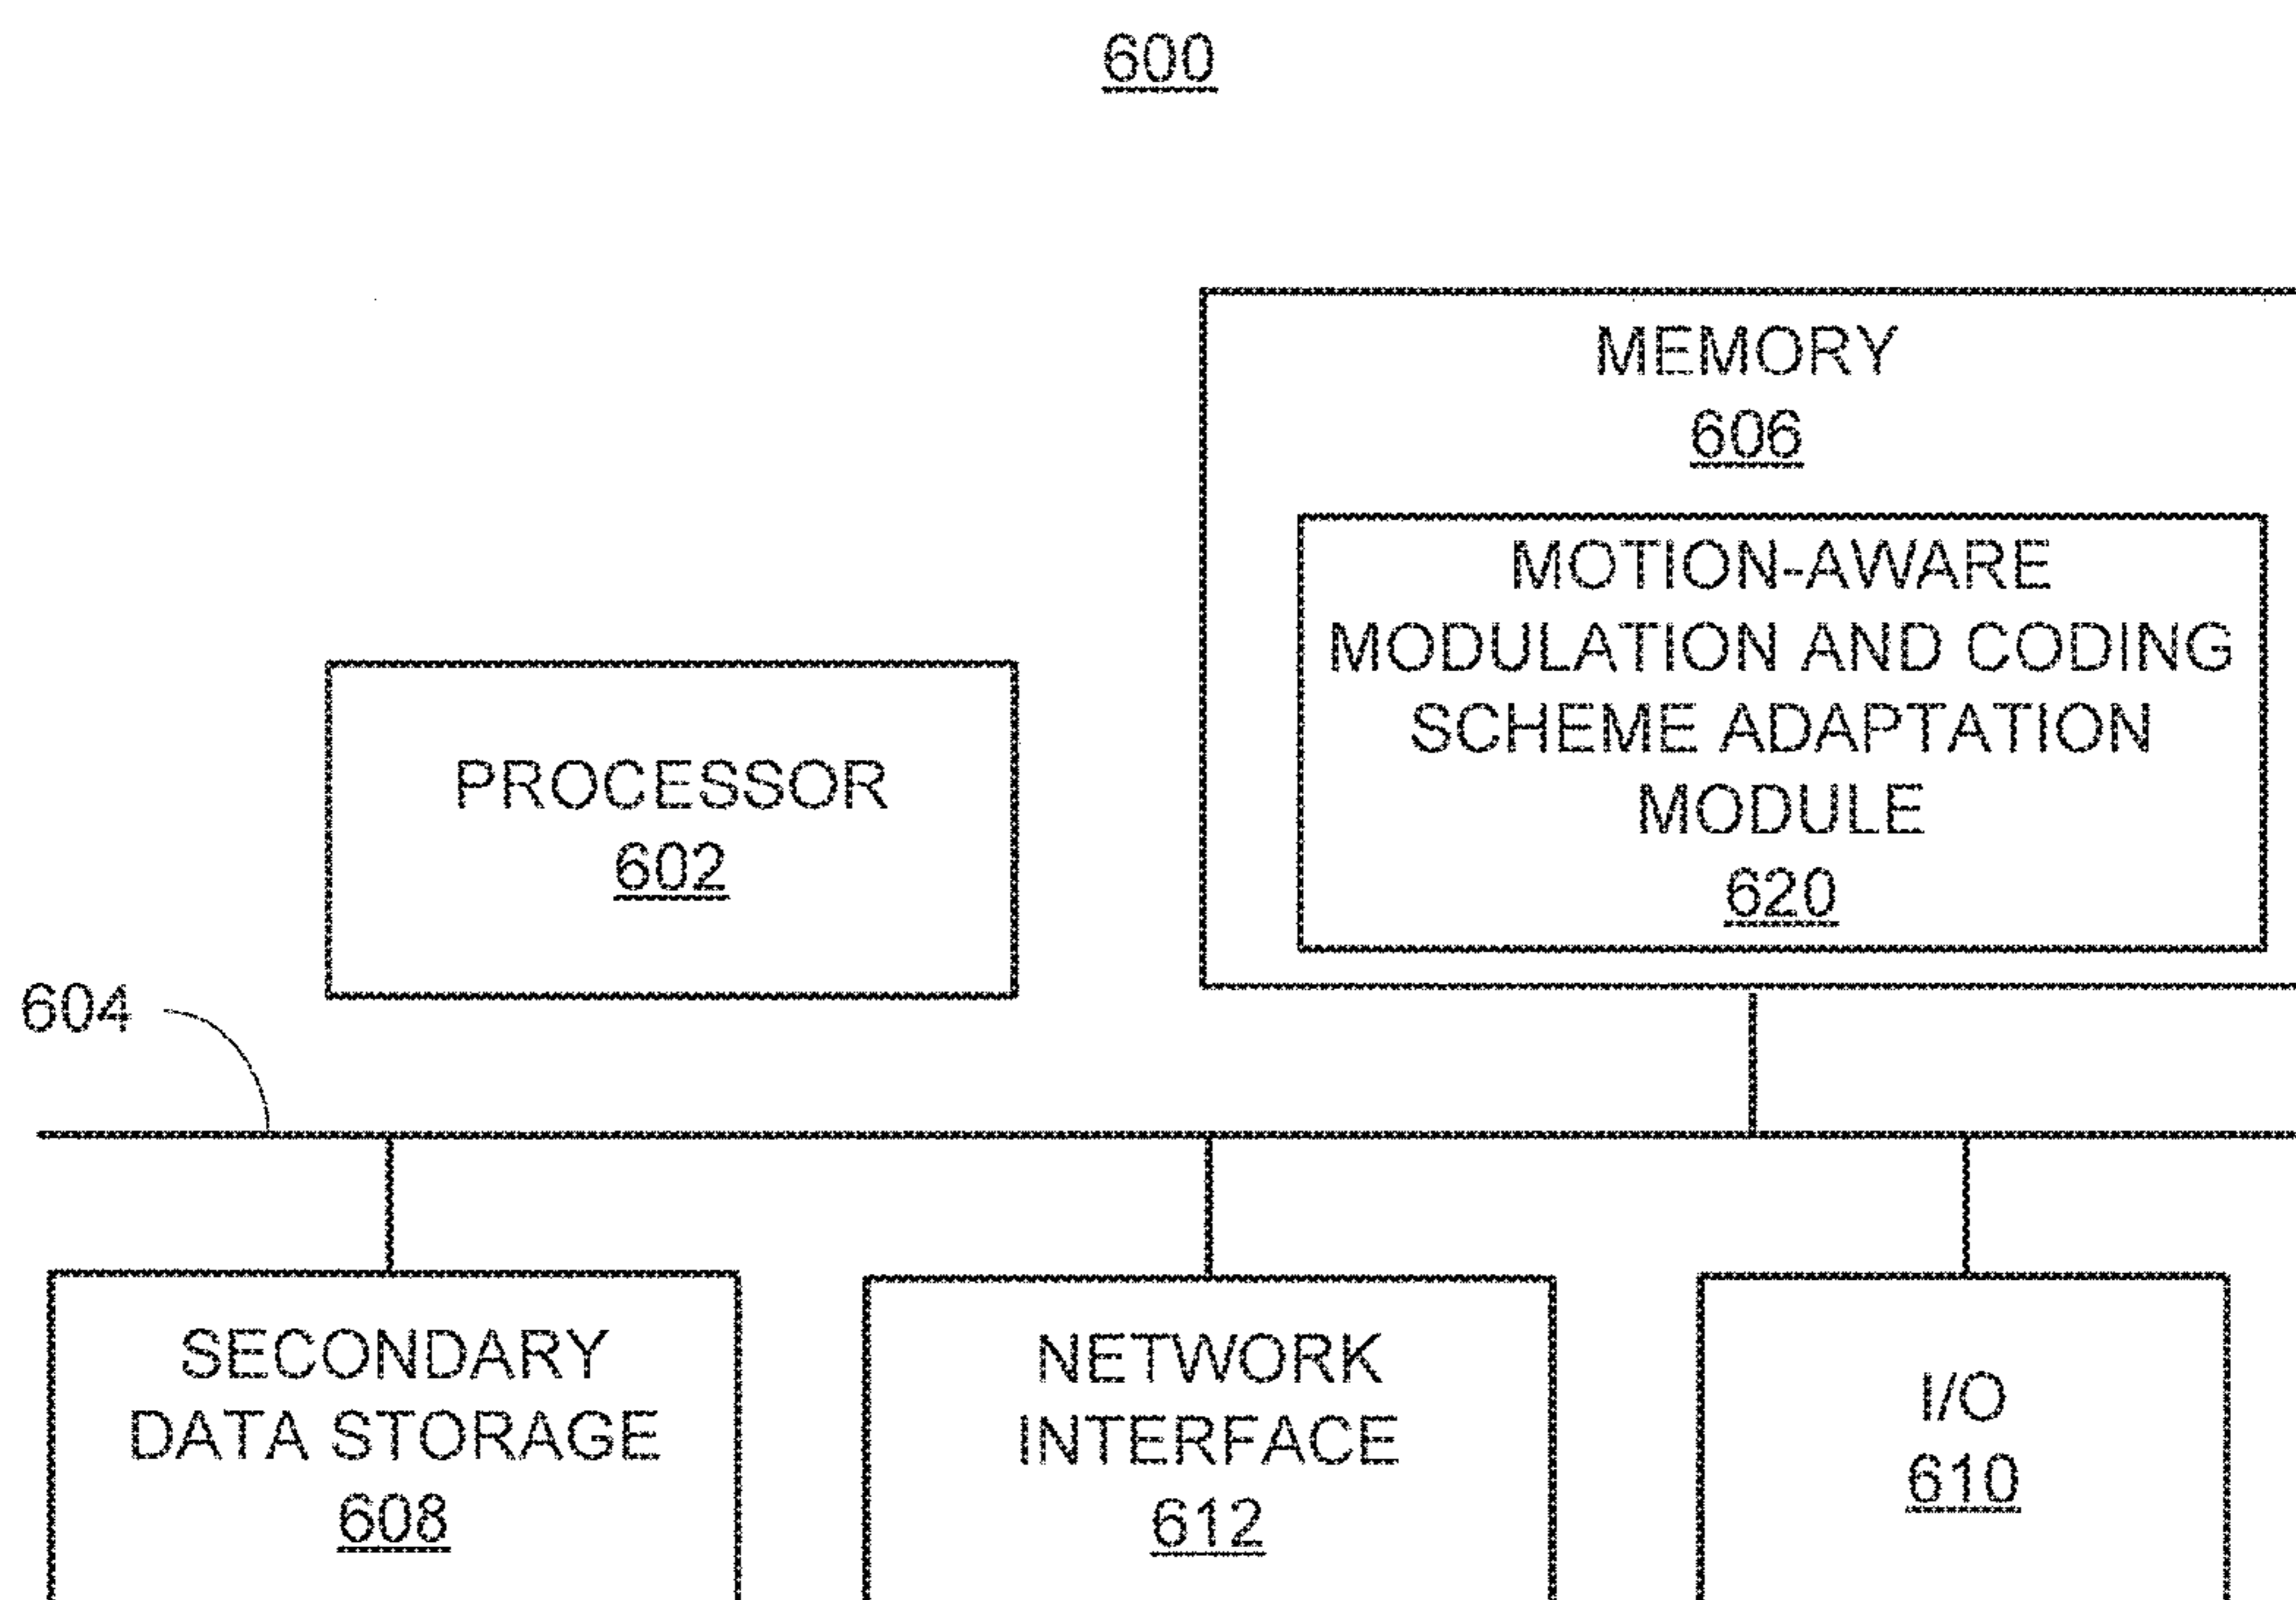 600
MEMORY
606
MOTION-AWARE
MODULATION AND CODING
SCHEME ADAPTATION
MODULE
620
PROCESSOR
602
604
SECONDARY
DATA STORAGE
608
NETWORK
INTERFACE
612
I/O
610